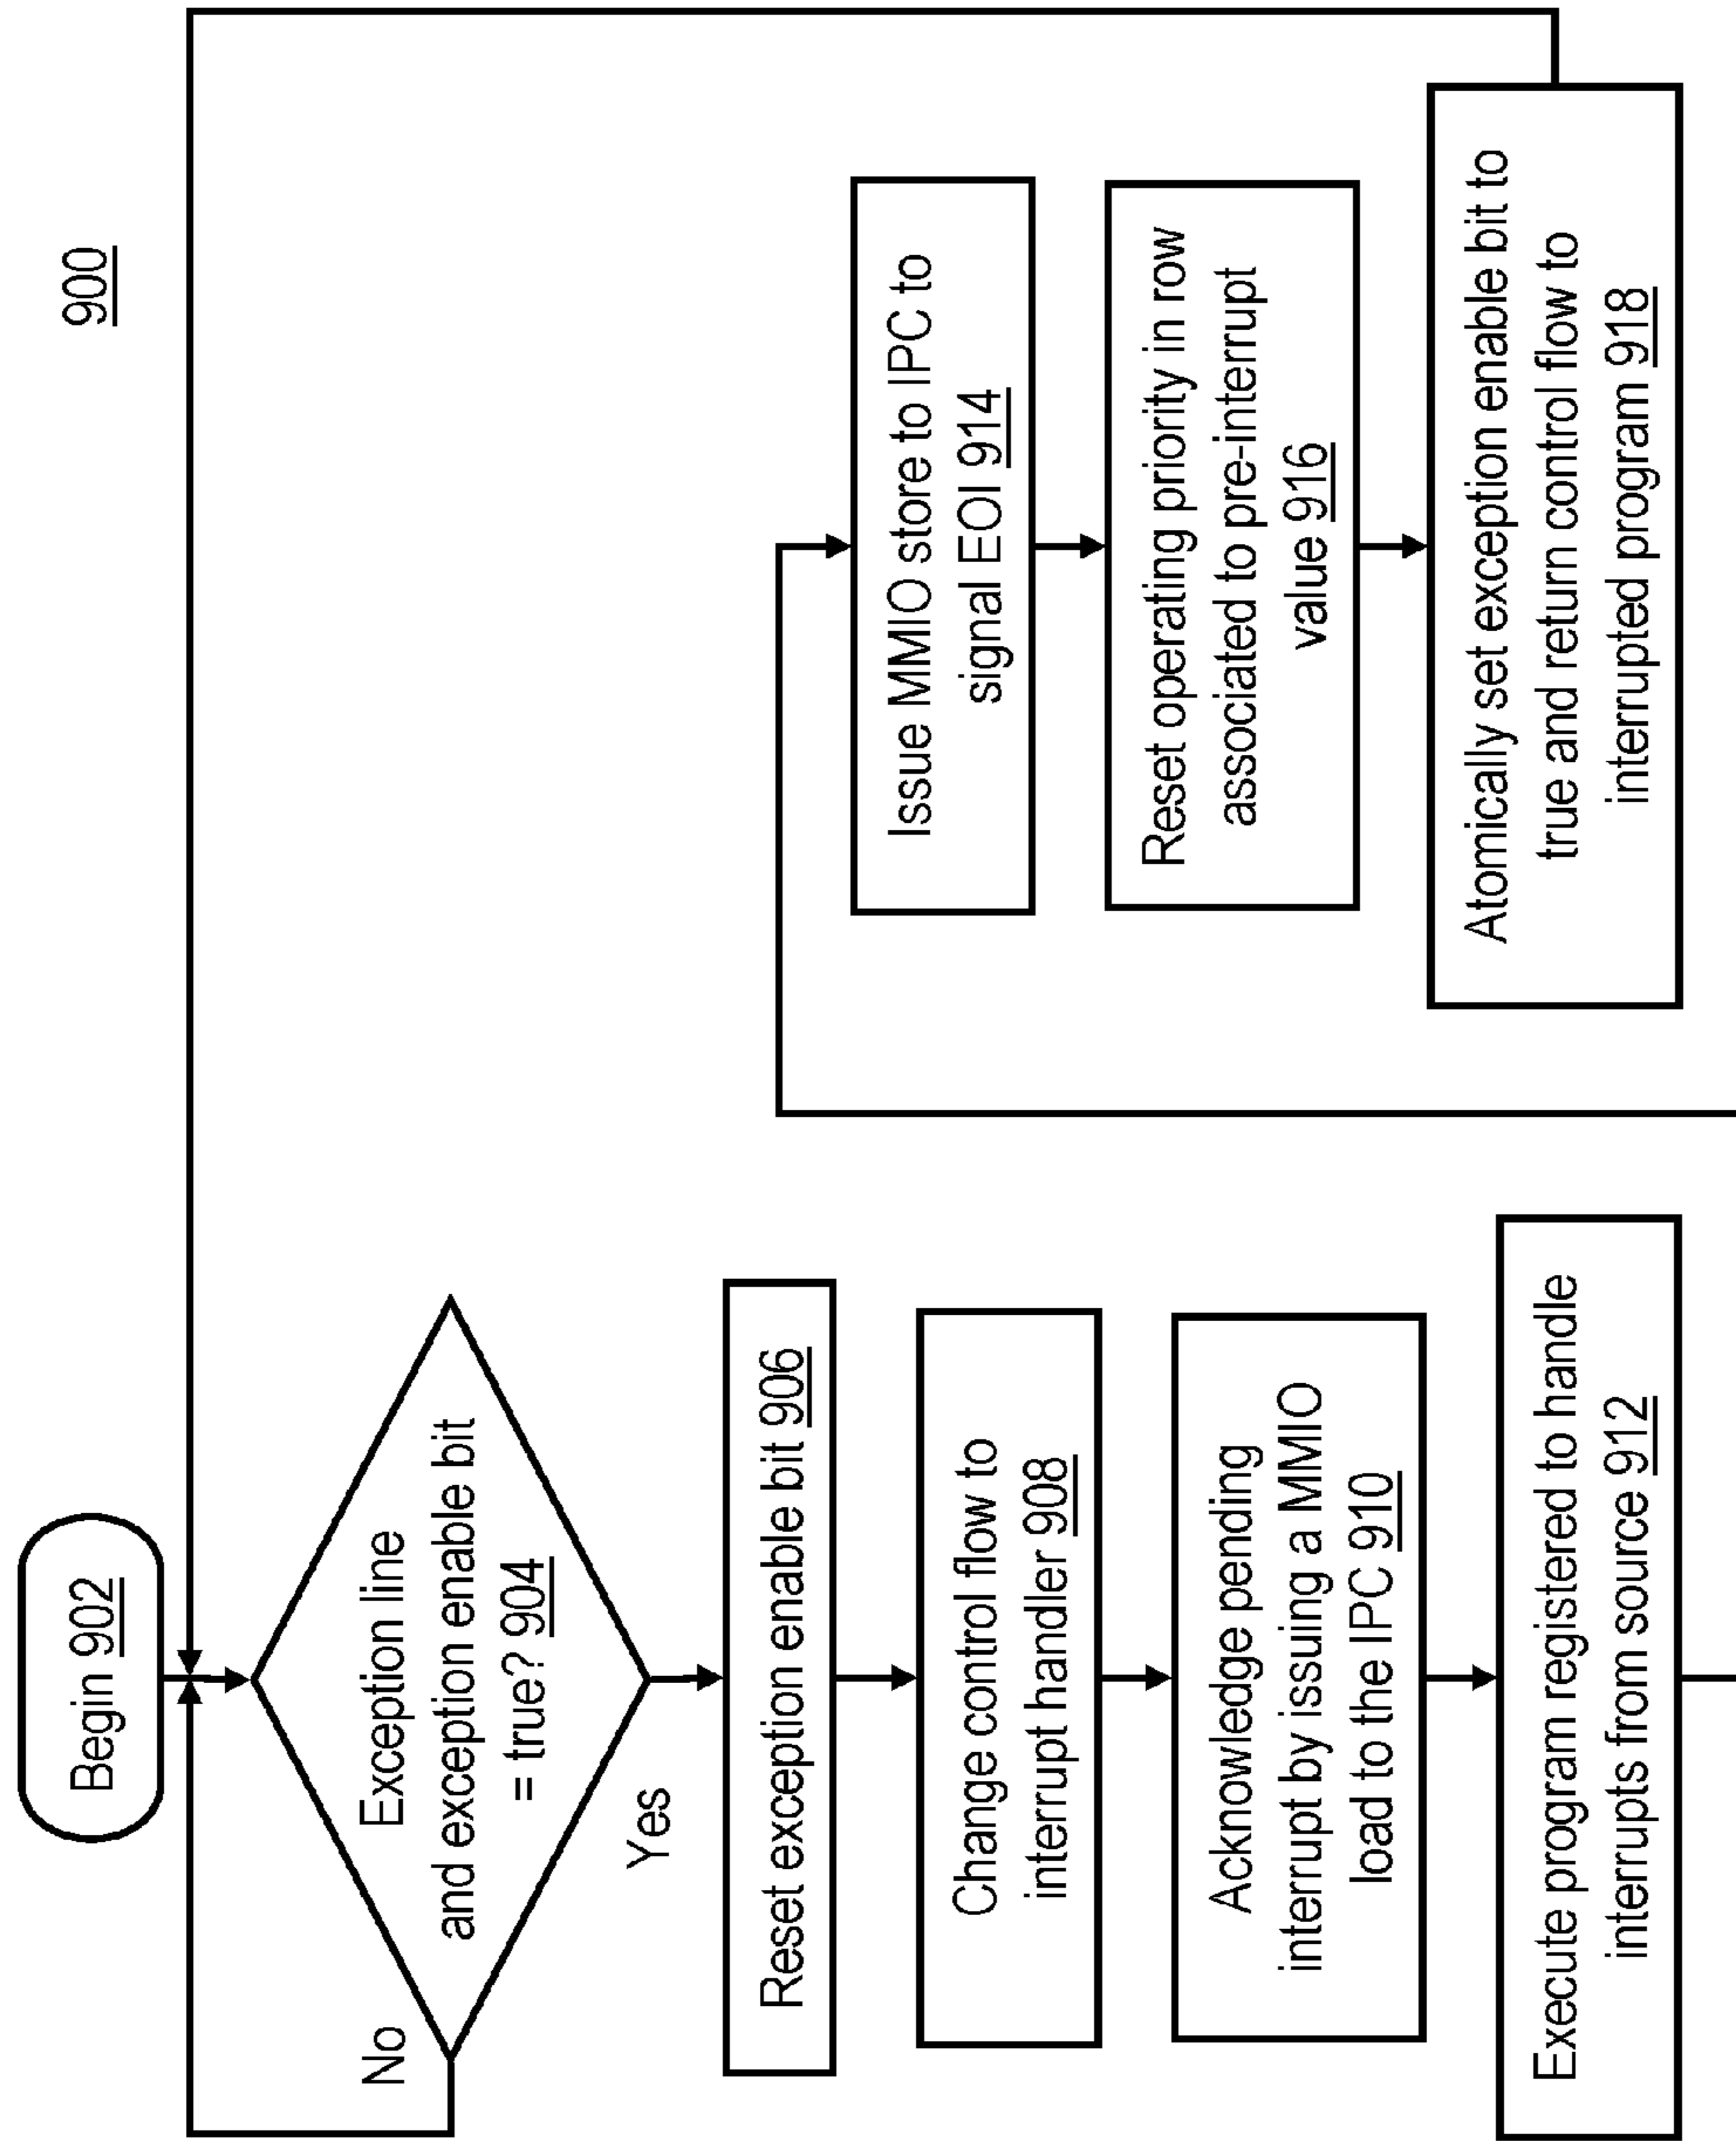 900
Begin 902
Exception line
and exception enable bit
= true? 904
No
Yes
Reset exception enable bit 906
Change control flow to
interrupt handler 908
Acknowledge pending
interrupt by issuing a MMIO
load to the IPC 910
Execute program registered to handle
interrupts from source 912
Issue MMIO store to IPC to
signal EOI 914
Reset operating priority in row
associated to pre-interrupt
value 916
Atomically set exception enable bit to
true and return control flow to
interrupted program 918